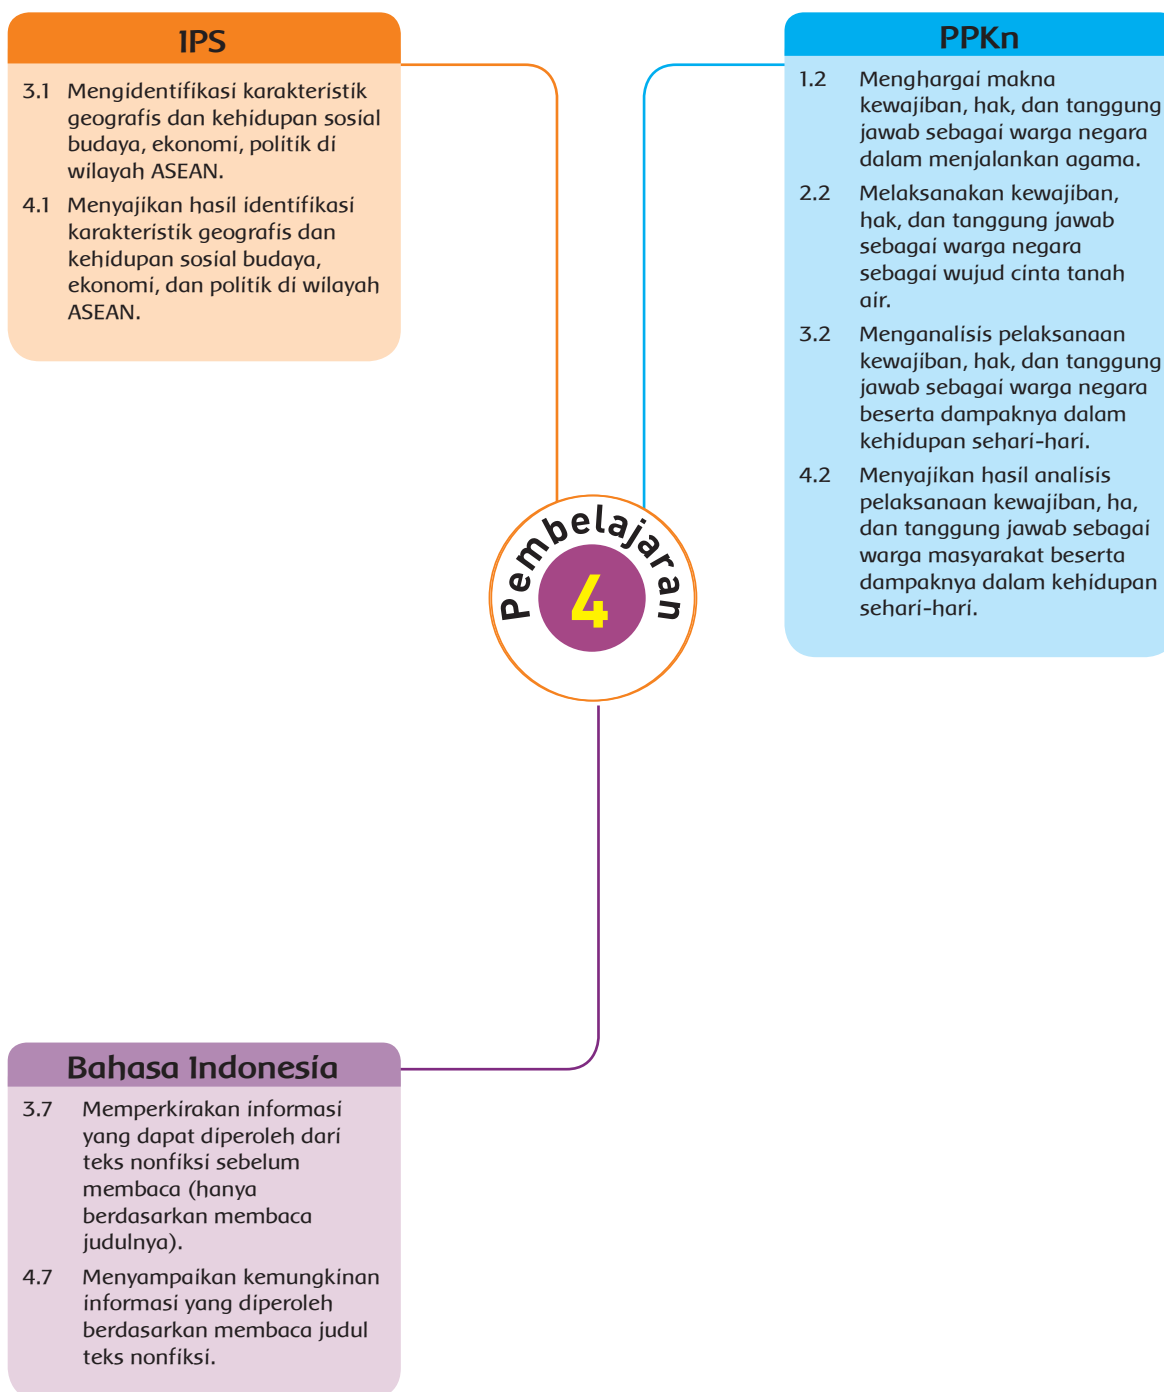 IPS
3.1 Mengidentifikasi karakteristik
geografis dan kehidupan sosial
budaya, ekonomi, politik di
wilayah ASEAN.
4.1 Menyajikan hasil identifikasi
karakteristik geografis dan
kehidupan sosial budaya,
ekonomi, dan politik di wilayah
ASEAN.
PPKn
1.2 Menghargai makna
kewajiban, hak, dan tanggung
jawab sebagai warga negara
dalam menjalankan agama.
2.2 Melaksanakan kewajiban,
hak, dan tanggung jawab
sebagai warga negara
sebagai wujud cinta tanah
air.
3.2 Menganalisis pelaksanaan
kewajiban, hak, dan tanggung
jawab sebagai warga negara
beserta dampaknya dalam
kehidupan sehari-hari.
4.2 Menyajikan hasil analisis
pelaksanaan kewajiban, ha,
dan tanggung jawab sebagai
warga masyarakat beserta
dampaknya dalam kehidupan
sehari-hari.
Pembelajaran
4
Bahasa Indonesia
3.7 Memperkirakan informasi
yang dapat diperoleh dari
teks nonfiksi sebelum
membaca (hanya
berdasarkan membaca
judulnya).
4.7 Menyampaikan kemungkinan
informasi yang diperoleh
berdasarkan membaca judul
teks nonfiksi.